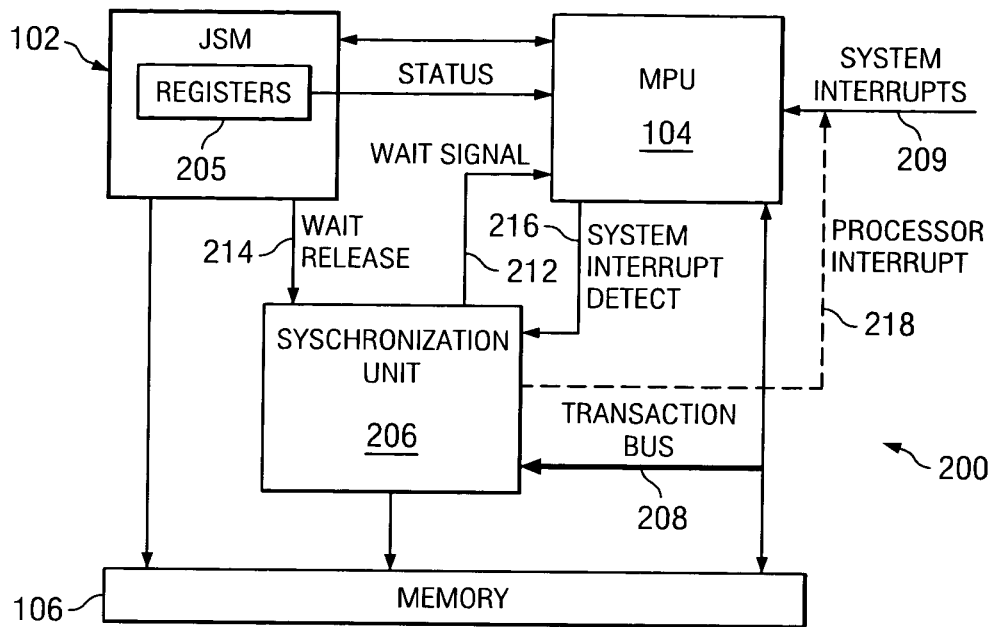 102
JSM
REGISTERS
205
STATUS
MPU
104
SYSTEM
INTERRUPTS
209
WAIT SIGNAL
214
WAIT
RELEASE
212
216
SYSTEM
INTERRUPT
DETECT
PROCESSOR
INTERRUPT
218
SYSCHRONIZATION
UNIT
206
TRANSACTION
BUS
208
200
106
MEMORY